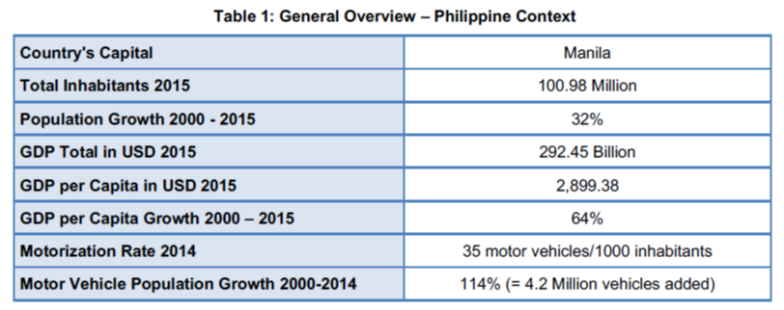 Table 1: General Overview – Philippine Context
Country's Capital Manila
Total Inhabitants 2015 100.98 Million
Population Growth 2000 - 2015 32%
GDP Total in USD 2015 292.45 Billion
GDP per Capita in USD 2015 2,899.38
GDP per Capita Growth 2000 – 2015 64%
Motorization Rate 2014 35 motor vehicles/1000 inhabitants
Motor Vehicle Population Growth 2000-2014 114% (= 4.2 Million vehicles added)